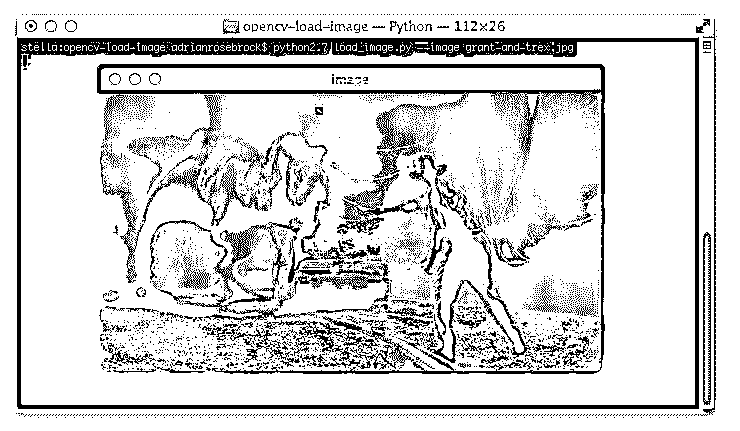 opencv-load-image — Python — 112×26
stella:opencv-load-image adrianrosebrock$ python2.7 load_image.py --image grant-and-trex.jpg
image